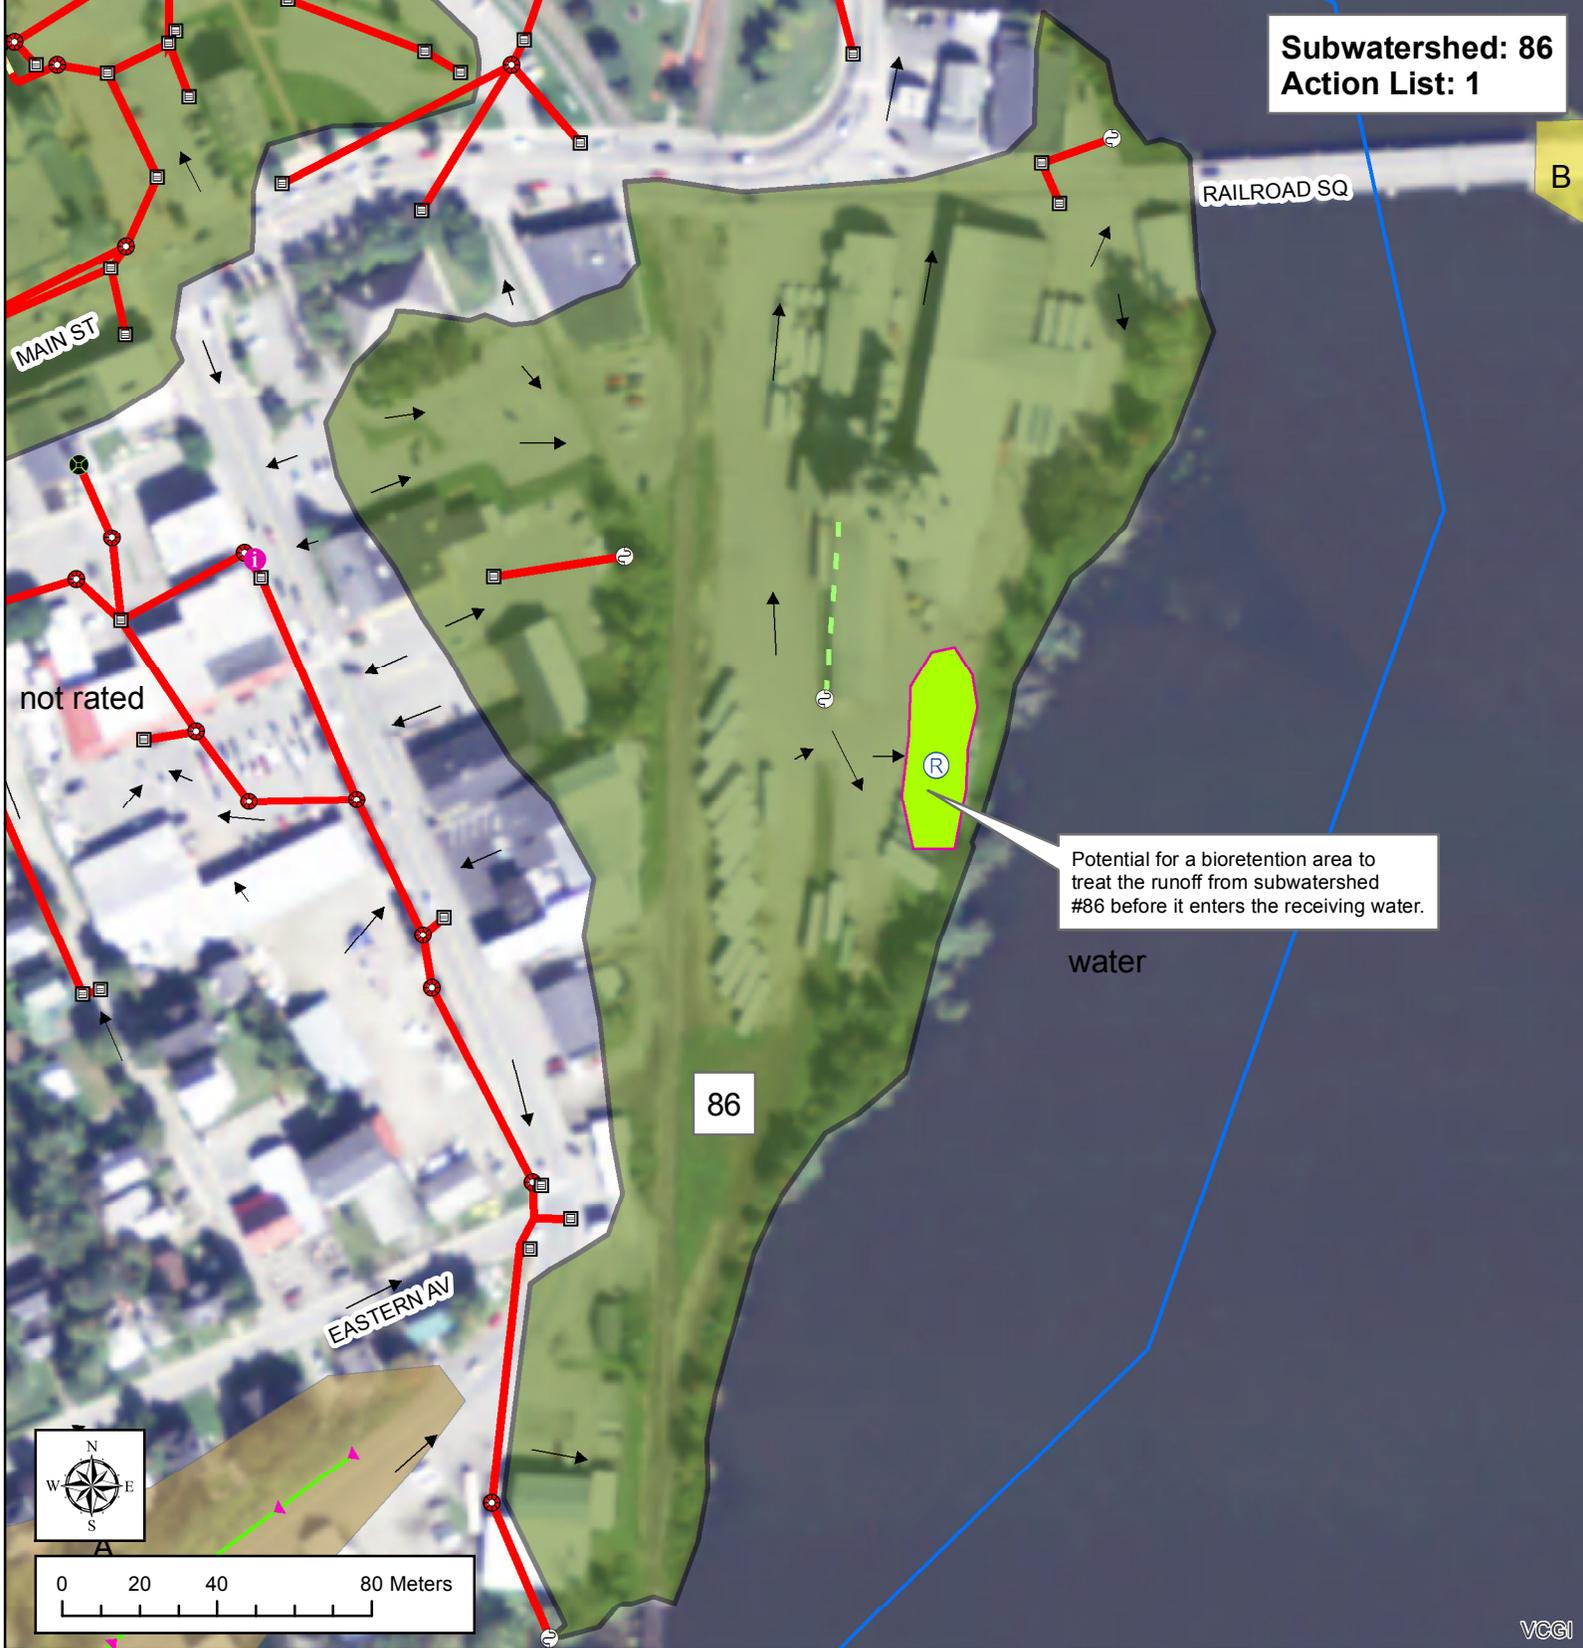 Subwatershed: 86
Action List: 1
B
RAILROAD SQ
MAIN ST
i
not rated
R
Potential for a bioretention area to
treat the runoff from subwatershed
#86 before it enters the receiving water.
water
86
EASTERN AV
N
W E
S
A
0 20 40 80 Meters
VCGI